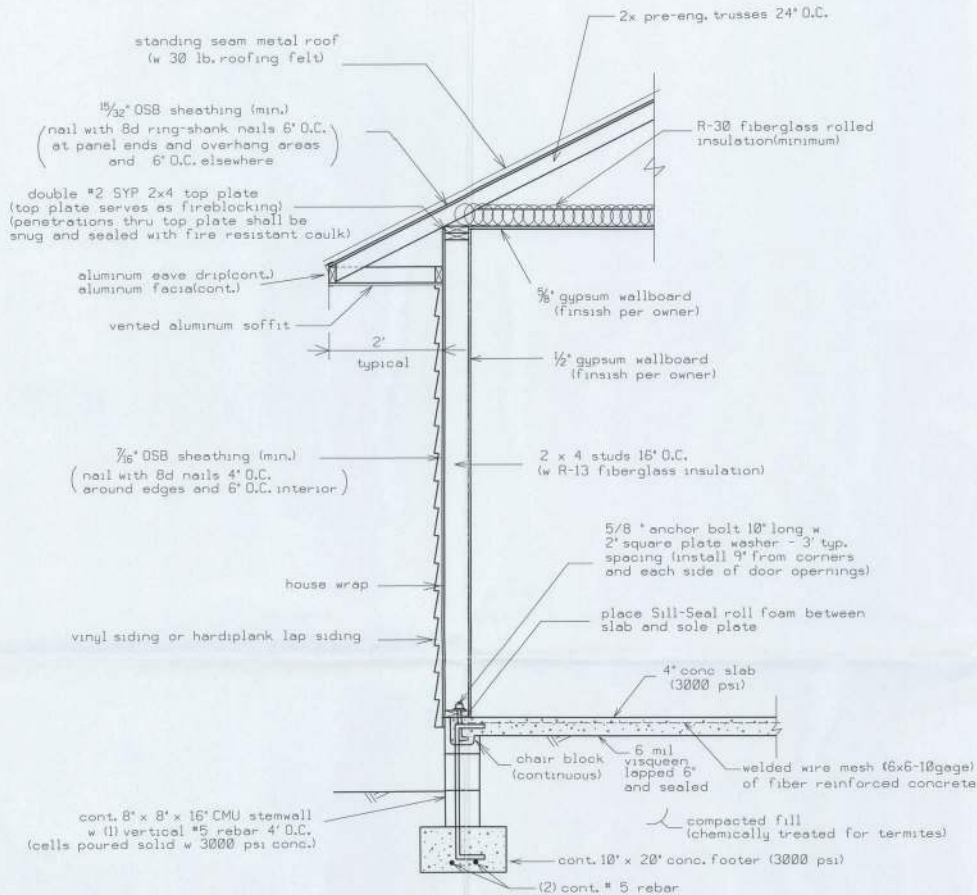 2x pre-eng. trusses 24" O.C.
standing seam metal roof
(w 30 lb. roofing felt)
15/32" OSB sheathing (min.)
(nail with 8d ring-shank nails 6" O.C.
at panel ends and overhang areas
and 6" O.C. elsewhere)
R-30 fiberglass rolled
insulation(minimum)
double #2 SYP 2x4 top plate
(top plate serves as fireblocking)
(penetrations thru top plate shall be
snug and sealed with fire resistant caulk)
aluminum eave drip(cont.)
aluminum facia(cont.)
vented aluminum soffit
5/8" gypsum wallboard
(finsish per owner)
2'
typical
1/2" gypsum wallboard
(finsish per owner)
7/16" OSB sheathing (min.)
(nail with 8d nails 4" O.C.
around edges and 6" O.C. interior)
2 x 4 studs 16" O.C.
(w R-13 fiberglass insulation)
5/8 " anchor bolt 10" long w
2" square plate washer - 3' typ.
spacing (install 9" from corners
and each side of door openings)
house wrap
place Sill-Seal roll foam between
slab and sole plate
vinyl siding or hardiplank lap siding
4" conc slab
(3000 psi)
chair block
(continuous)
6 mil
visqueen
lapped 6"
and sealed
welded wire mesh (6x6-10gage)
of fiber reinforced concrete
cont. 8" x 8" x 16" CMU stemwall
w (1) vertical #5 rebar 4' O.C.
(cells poured solid w 3000 psi conc.)
compacted fill
(chemically treated for termites)
cont. 10" x 20" conc. footer (3000 psi)
(2) cont. # 5 rebar